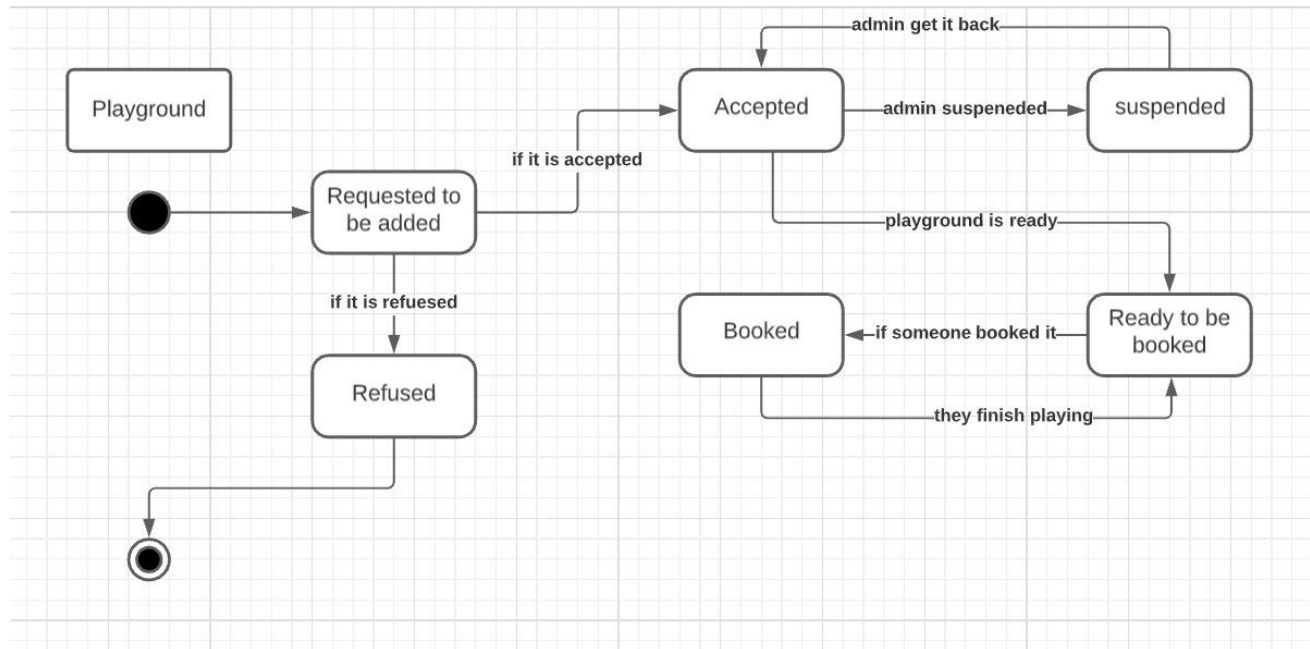 admin get it back
Playground
Accepted
admin suspeneded
suspended
if it is accepted
Requested to
be added
playground is ready
if it is refuesed
Booked
if someone booked it
Ready to be
booked
Refused
they finish playing